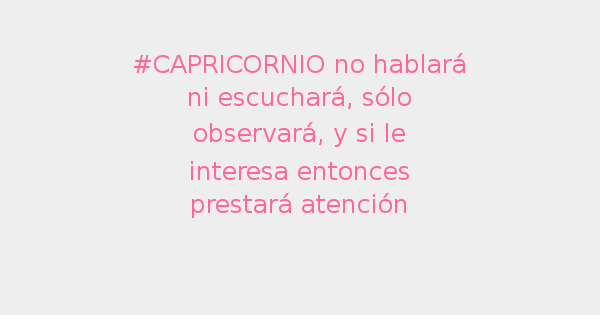 #CAPRICORNIO no hablará
ni escuchará, sólo
observará, y si le
interesa entonces
prestará atención